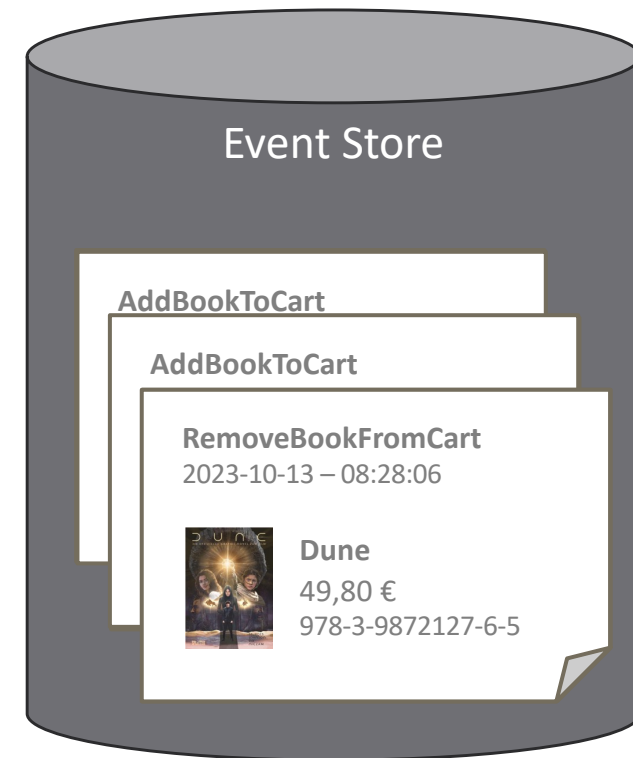 Event Store
AddBookToCart
AddBookToCart
RemoveBookFromCart
2023-10-13 – 08:28:06
DUNE
Dune
49,80 €
978-3-9872127-6-5